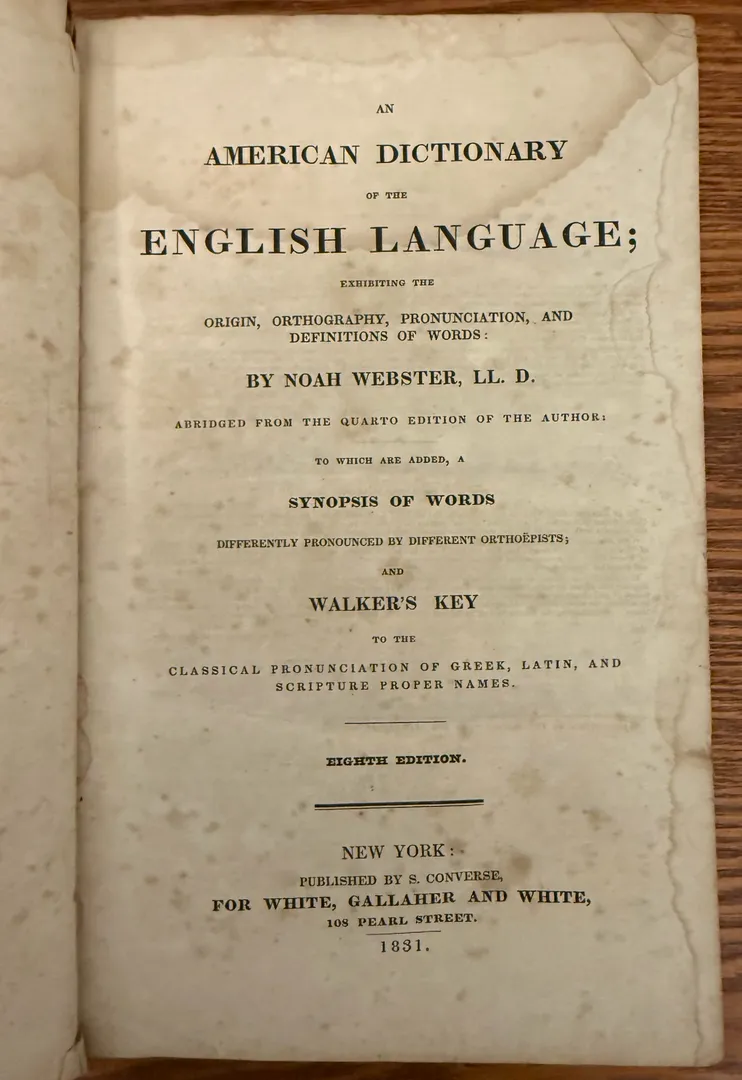 AN
AMERICAN DICTIONARY
OF THE
ENGLISH LANGUAGE;
EXHIBITING THE
ORIGIN, ORTHOGRAPHY, PRONUNCIATION, AND
DEFINITIONS OF WORDS:
BY NOAH WEBSTER, LL. D.
ABRIDGED FROM THE QUARTO EDITION OF THE AUTHOR:
TO WHICH ARE ADDED, A
SYNOPSIS OF WORDS
DIFFERENTLY PRONOUNCED BY DIFFERENT ORTHOËPISTS;
AND
WALKER'S KEY
TO THE
CLASSICAL PRONUNCIATION OF GREEK, LATIN, AND
SCRIPTURE PROPER NAMES.
EIGHTH EDITION.
NEW YORK:
PUBLISHED BY S. CONVERSE,
FOR WHITE, GALLAHER AND WHITE,
108 PEARL STREET.
1831.